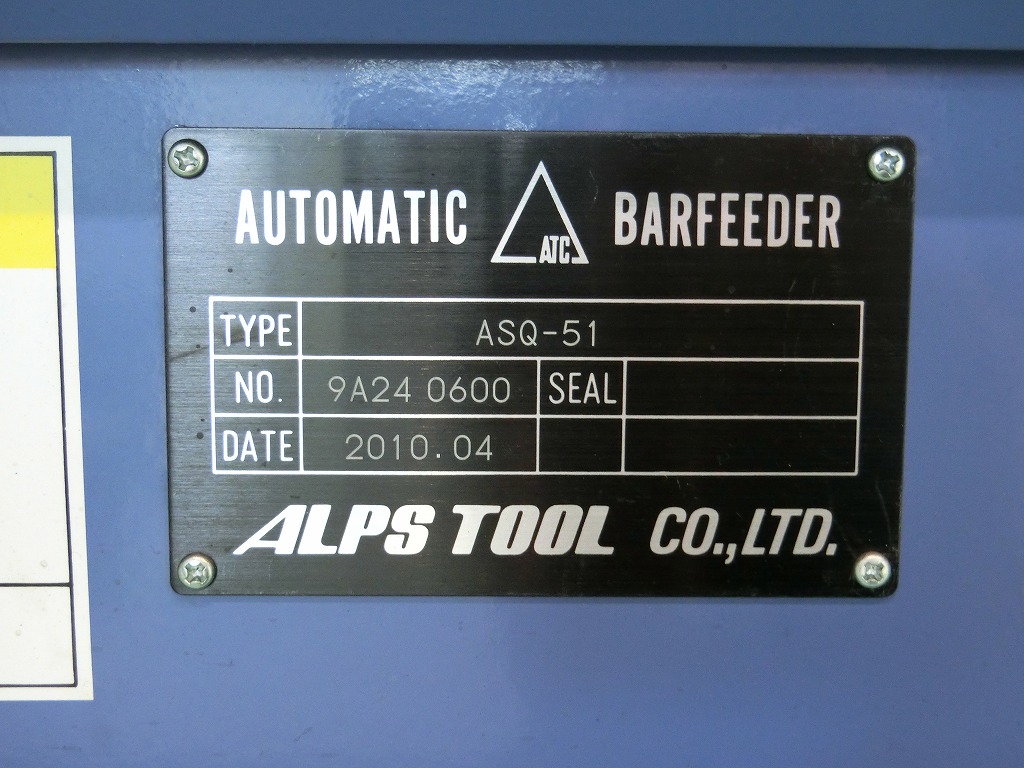 AUTOMATIC ATC BARFEEDER
TYPE ASQ-51
NO. 9A24 0600 SEAL
DATE 2010.04
ALPS TOOL CO.,LTD.